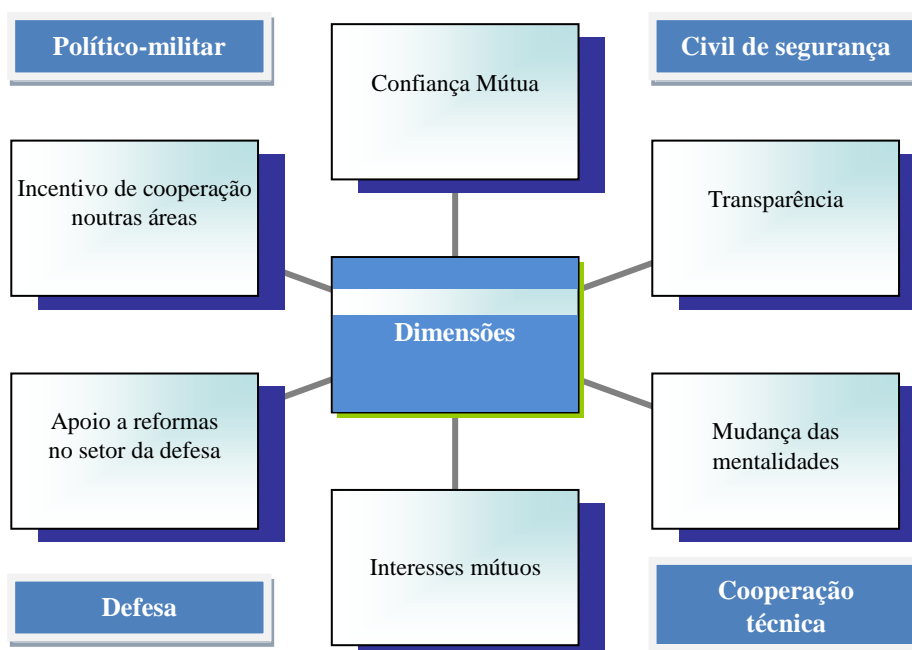 Político-militar
Confiança Mútua
Civil de segurança
Incentivo de cooperação
noutras áreas
Transparência
Dimensões
Apoio a reformas
no setor da defesa
Mudança das
mentalidades
Interesses mútuos
Defesa
Cooperação
técnica